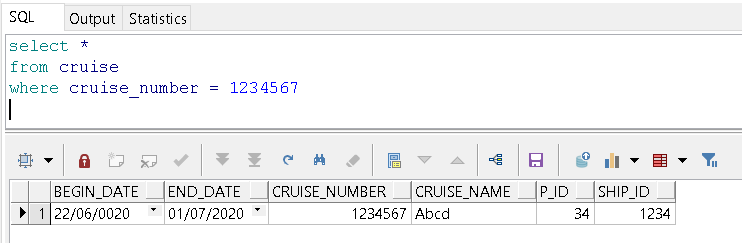 SQL Output Statistics
select *
from cruise
where cruise_number = 1234567
BEGIN_DATE END_DATE CRUISE_NUMBER CRUISE_NAME P_ID SHIP_ID
1 22/06/0020 01/07/2020 1234567 Abcd 34 1234